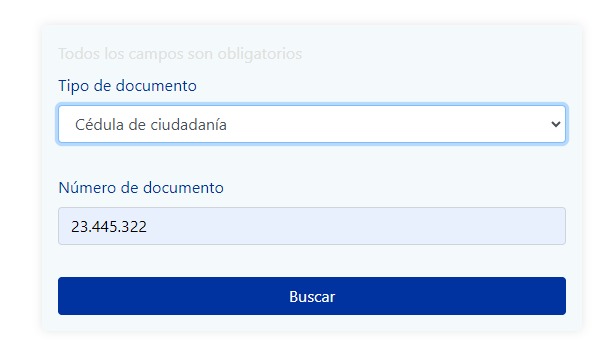 Todos los campos son obligatorios
Tipo de documento
Cédula de ciudadanía
Número de documento
23.445.322
Buscar